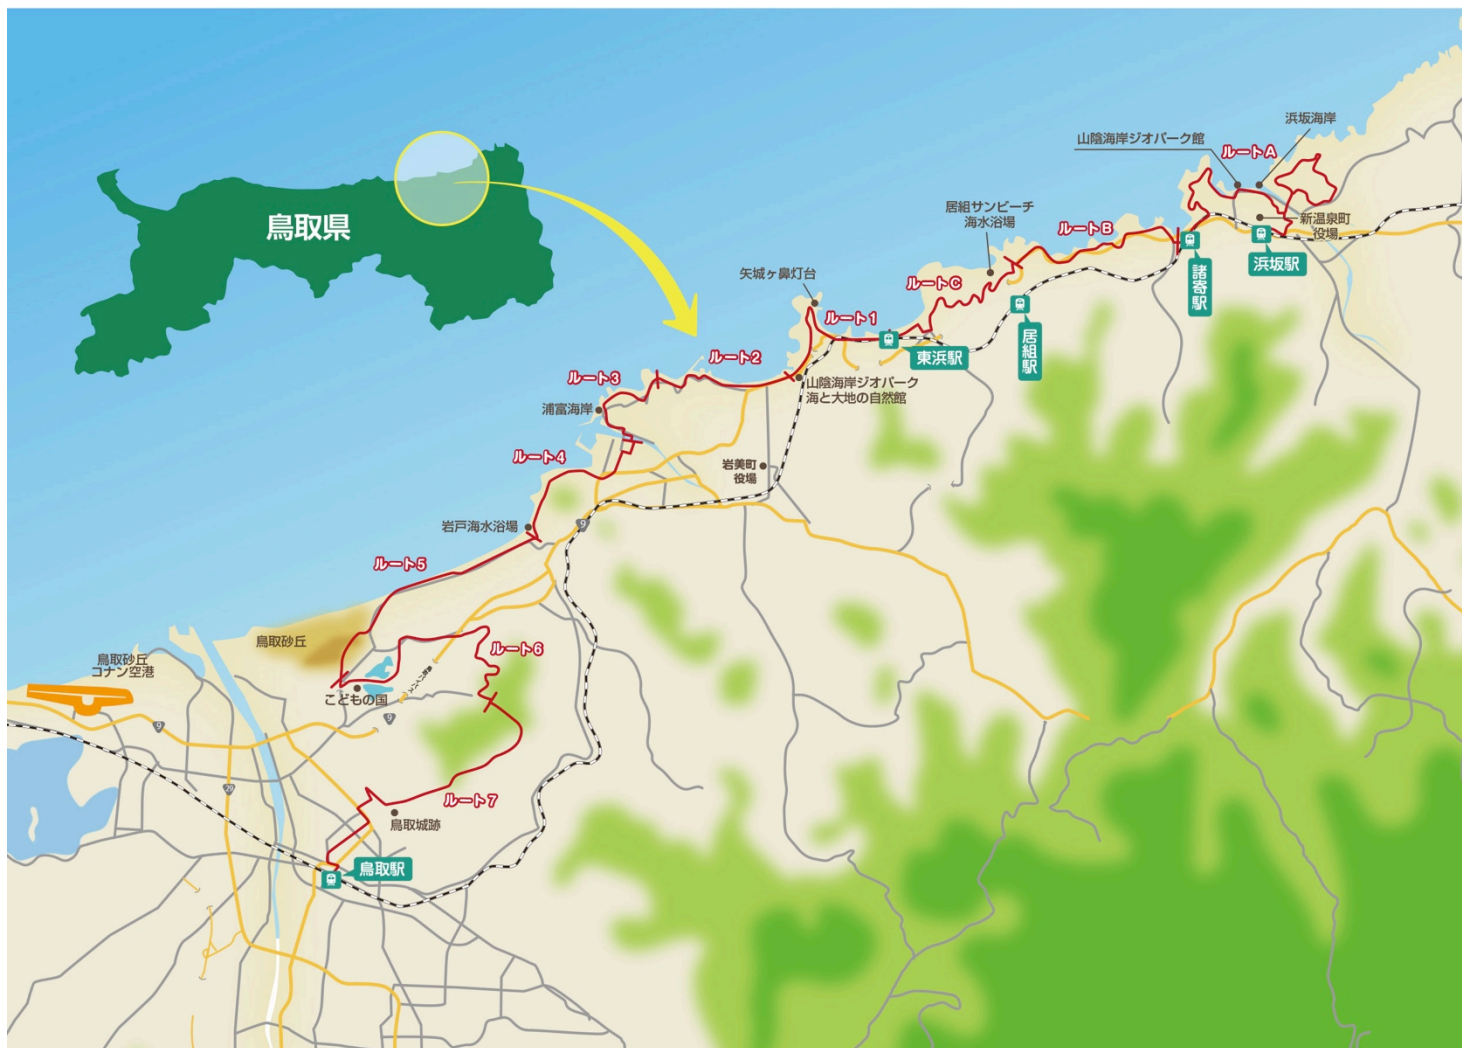 浜坂海岸
山陰海岸ジオパーク館
ルートA
鳥取県
居組サンビーチ
海水浴場
ルートB
新温泉町
役場
浜坂駅
諸寄駅
矢城ヶ鼻灯台
ルートC
ルート1
居組駅
東浜駅
ルート2
ルート3
山陰海岸ジオパーク
海と大地の自然館
浦富海岸
ルート4
岩美町
役場
岩戸海水浴場
9
ルート5
鳥取砂丘
ルート6
鳥取砂丘
コナン空港
こどもの国
9
9
29
ルート7
鳥取城跡
鳥取駅